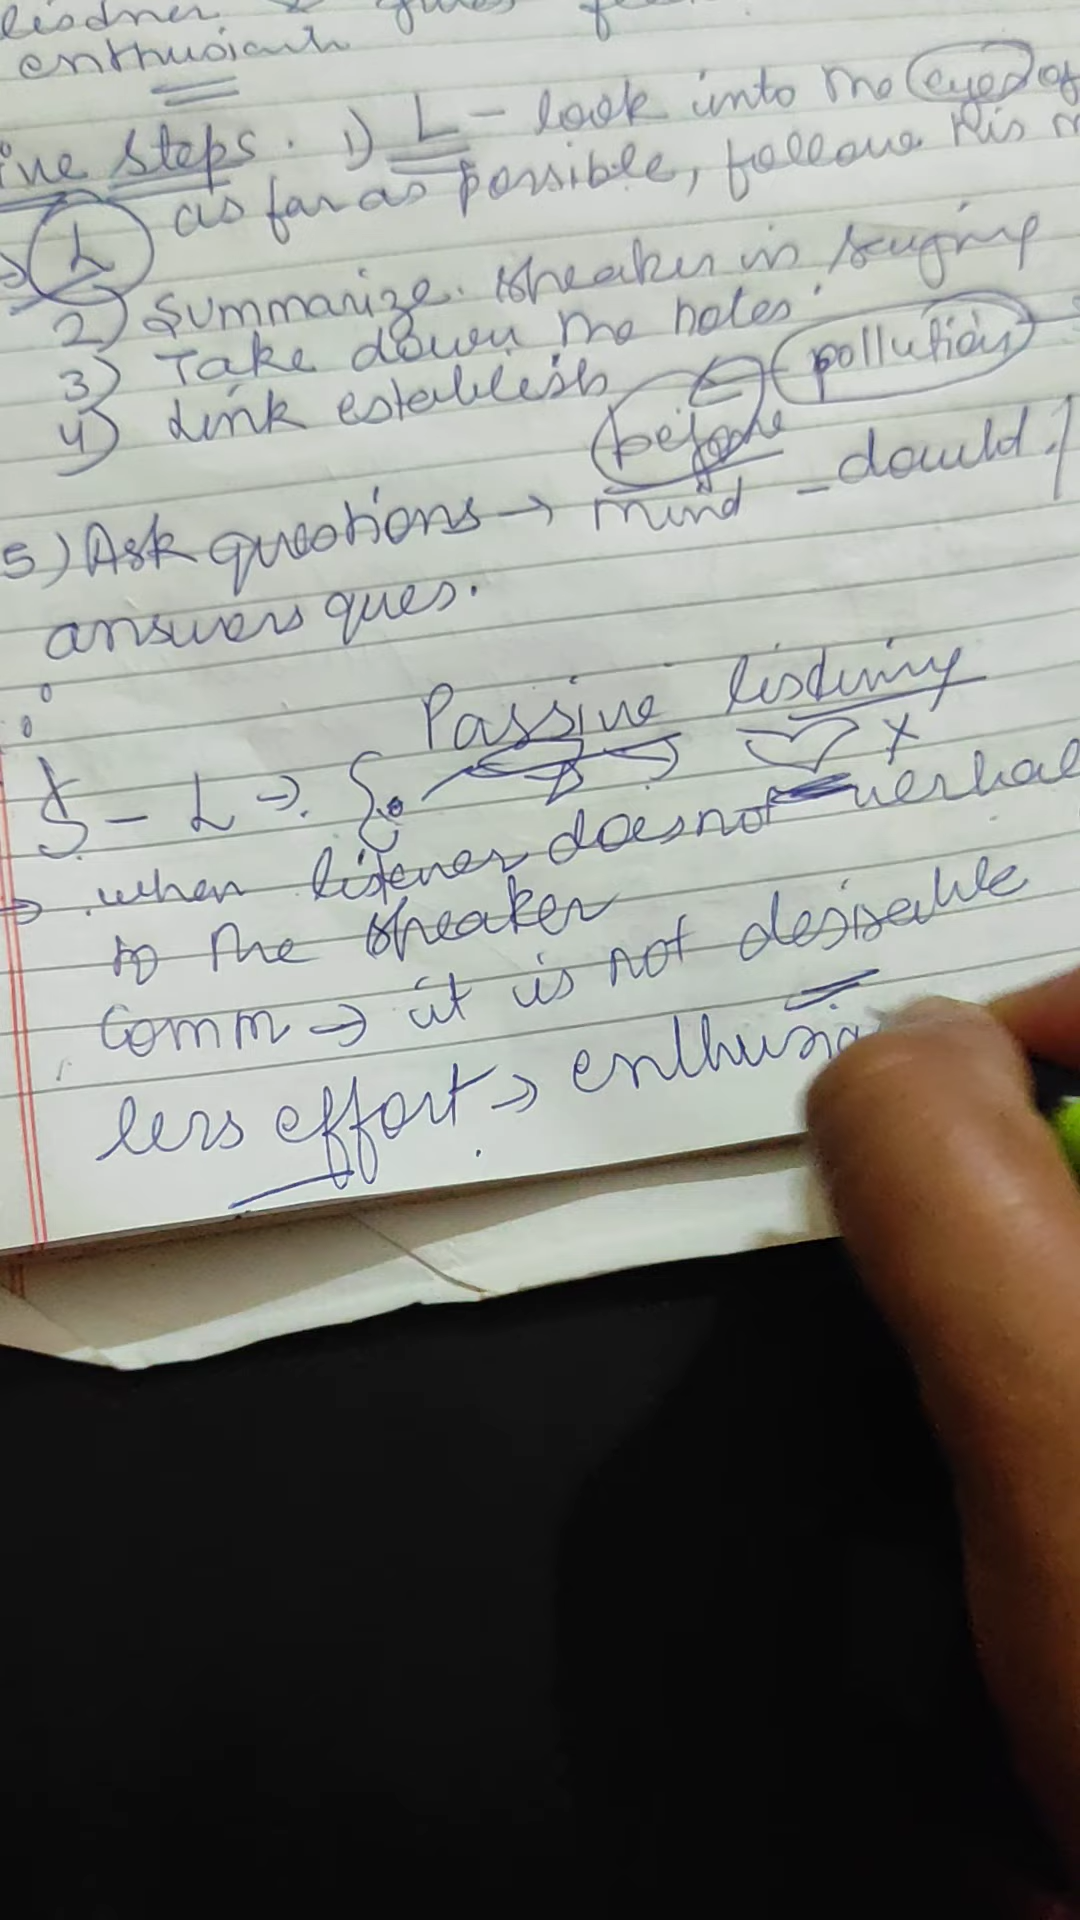 enthusiasm
steps. 1) L - look into the eyes of
as far as possible, follow his
L
2) Summarize. Speaker is saying
3) Take down the notes.
4) Link establish pollution
before
5) Ask questions → mind - doubt.
answers ques.
Passive listening
S - L →. x
→ when listener does not verbal
to the speaker
Comm → it is not desirable
less effort →